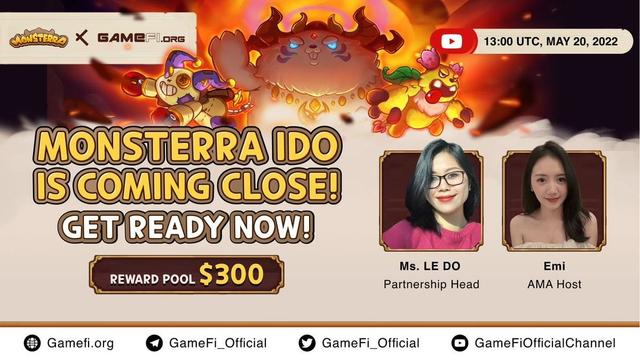 MONSTERRA
GAMEFI.ORG
13:00 UTC, MAY 20, 2022
MONSTERRA IDO
IS COMING CLOSE!
GET READY NOW!
REWARD POOL $300
Ms. LE DO
Partnership Head
Emi
AMA Host
Gamefi.org
GameFi_Official
GameFi_Official
GameFiOfficialChannel